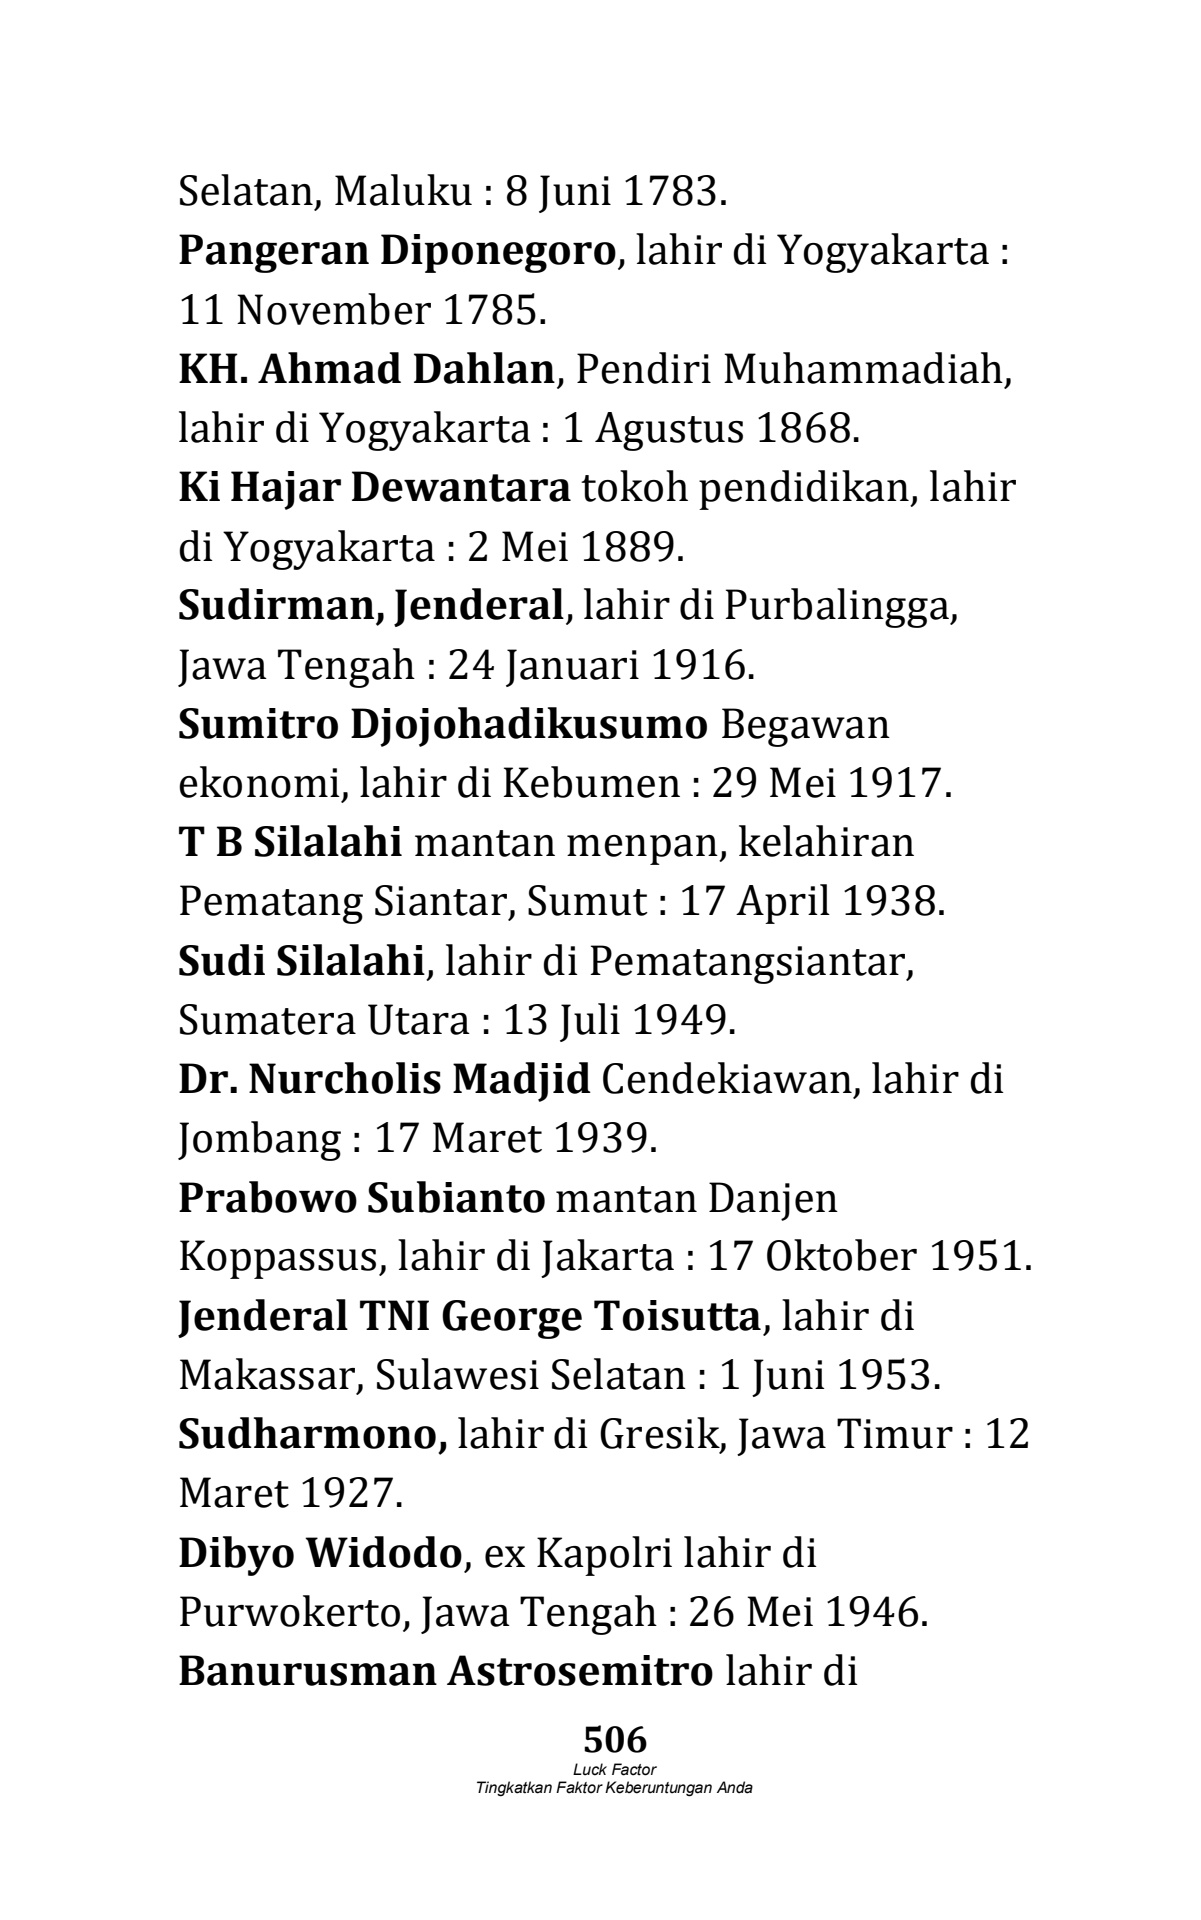 Selatan, Maluku : 8 Juni 1783.
Pangeran Diponegoro, lahir di Yogyakarta :
11 November 1785.
KH. Ahmad Dahlan, Pendiri Muhammadiah,
lahir di Yogyakarta : 1 Agustus 1868.
Ki Hajar Dewantara tokoh pendidikan, lahir
di Yogyakarta : 2 Mei 1889.
Sudirman, Jenderal, lahir di Purbalingga,
Jawa Tengah : 24 Januari 1916.
Sumitro Djojohadikusumo Begawan
ekonomi, lahir di Kebumen : 29 Mei 1917.
T B Silalahi mantan menpan, kelahiran
Pematang Siantar, Sumut : 17 April 1938.
Sudi Silalahi, lahir di Pematangsiantar,
Sumatera Utara : 13 Juli 1949.
Dr. Nurcholis Madjid Cendekiawan, lahir di
Jombang : 17 Maret 1939.
Prabowo Subianto mantan Danjen
Koppassus, lahir di Jakarta : 17 Oktober 1951.
Jenderal TNI George Toisutta, lahir di
Makassar, Sulawesi Selatan : 1 Juni 1953.
Sudharmono, lahir di Gresik, Jawa Timur : 12
Maret 1927.
Dibyo Widodo, ex Kapolri lahir di
Purwokerto, Jawa Tengah : 26 Mei 1946.
Banurusman Astrosemitro lahir di
506
Luck Factor
Tingkatkan Faktor Keberuntungan Anda